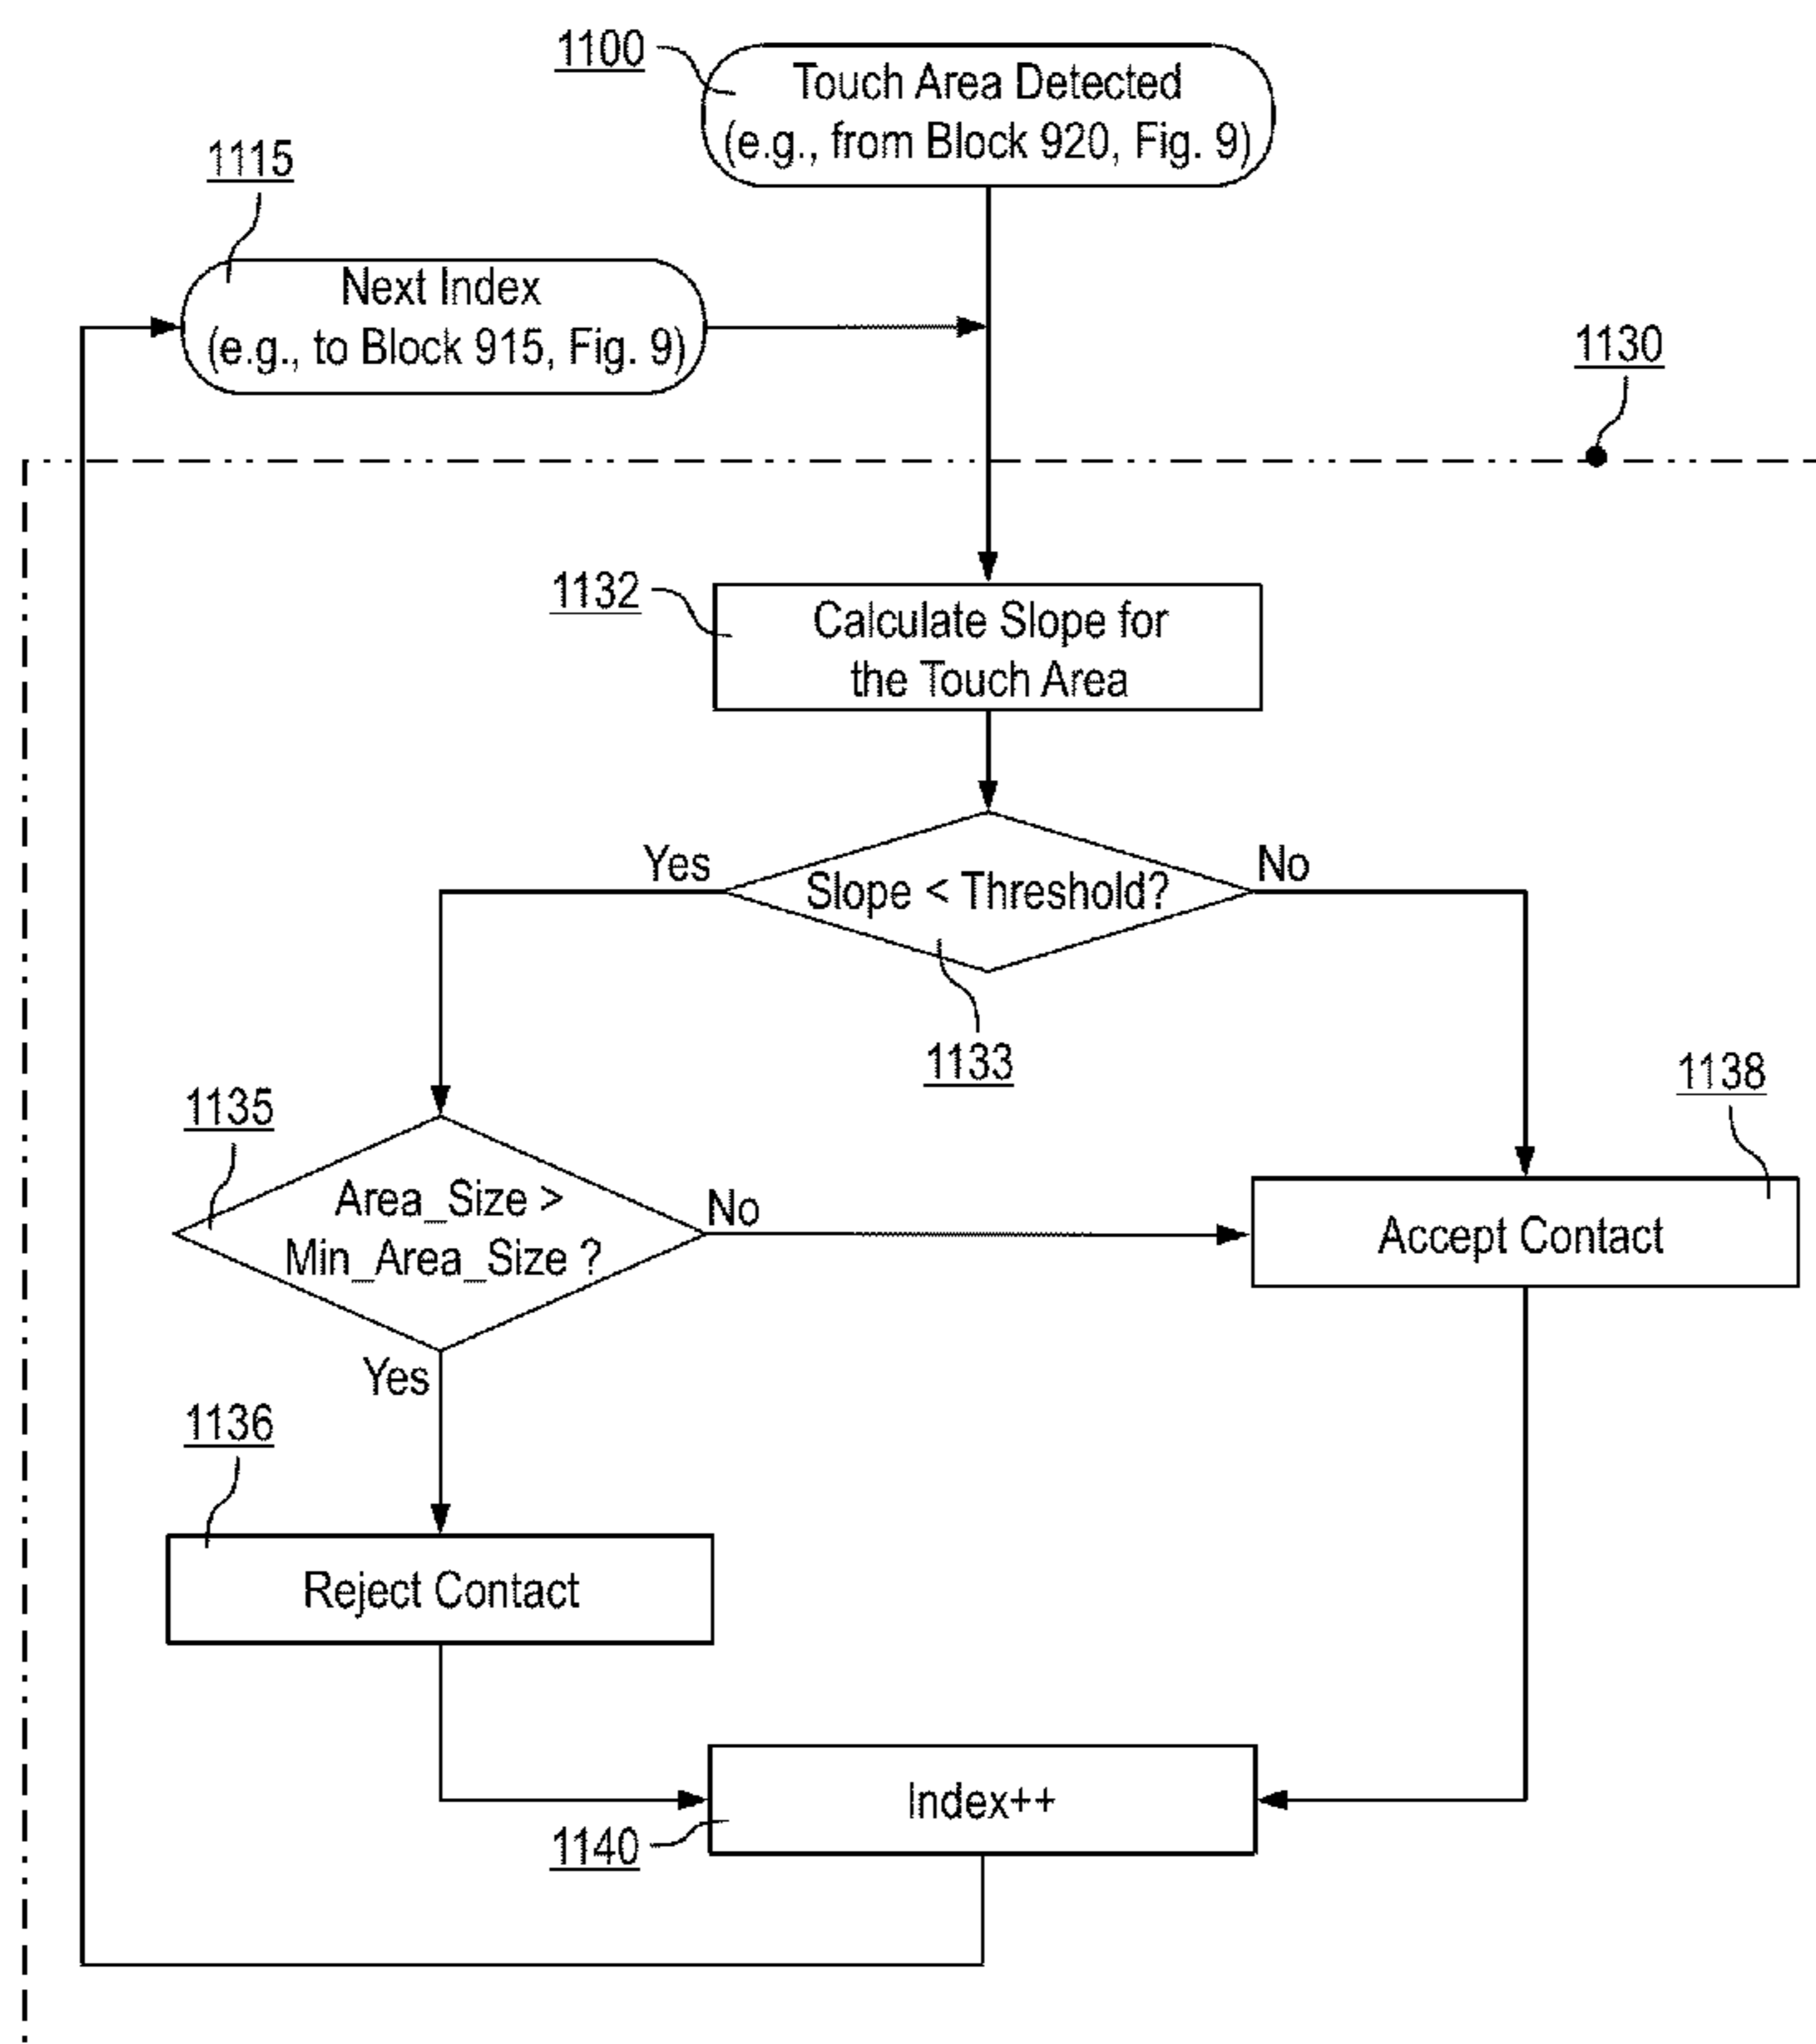 1100
Touch Area Detected
(e.g., from Block 920, Fig. 9)
1115
Next Index
(e.g., to Block 915, Fig. 9)
1130
1132
Calculate Slope for
the Touch Area
Yes
Slope < Threshold?
No
1133
1138
1135
Area_Size >
Min_Area_Size ?
No
Accept Contact
Yes
1136
Reject Contact
Index++
1140